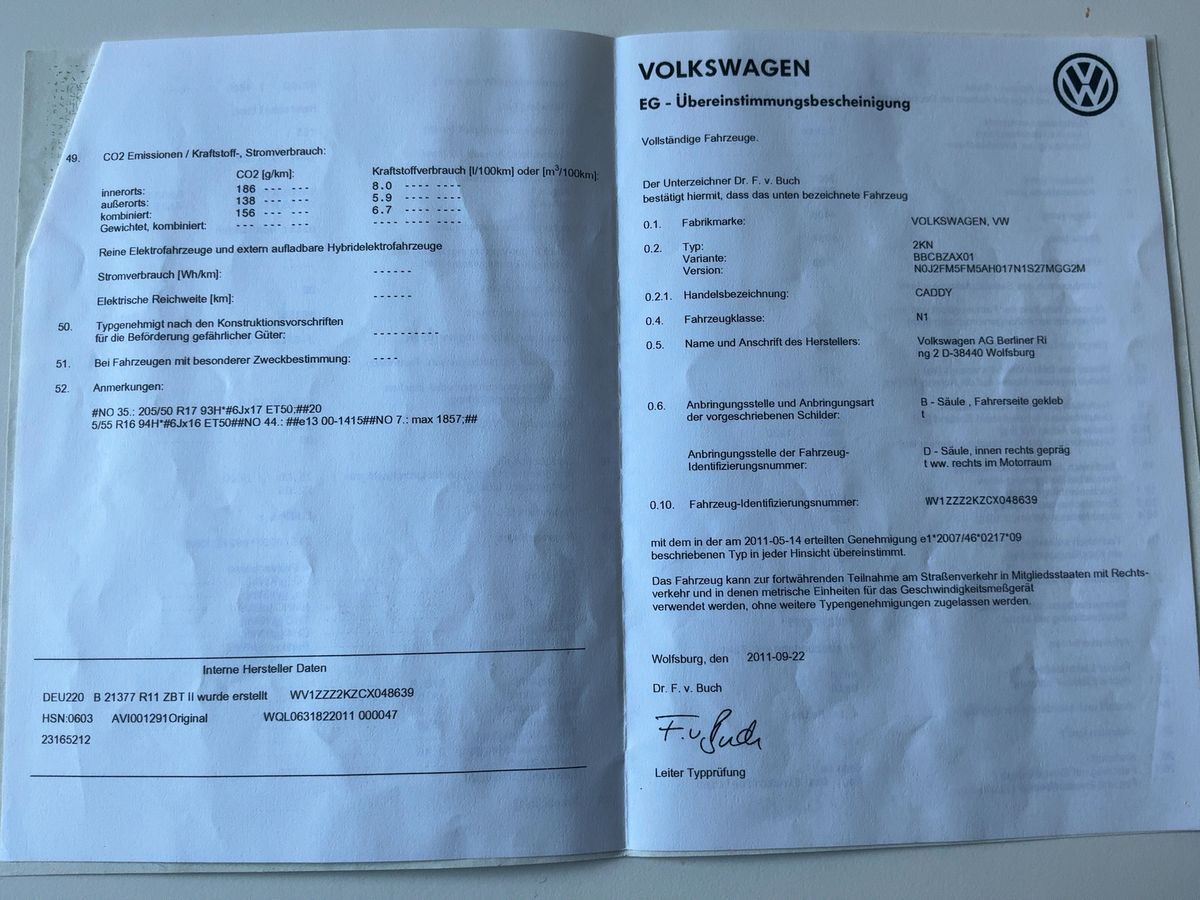 49. CO2 Emissionen / Kraftstoff-, Stromverbrauch:
CO2 [g/km]: Kraftstoffverbrauch [l/100km] oder [m³/100km]:
innerorts: 186 --- --- 8.0 ---- ----
außerorts: 138 --- --- 5.9 ---- ----
kombiniert: 156 --- --- 6.7 ---- ----
Gewichtet, kombiniert: --- --- --- ---- ---- ----
Reine Elektrofahrzeuge und extern aufladbare Hybridelektrofahrzeuge
Stromverbrauch [Wh/km]: ------
Elektrische Reichweite [km]: ------
50. Typgenehmigt nach den Konstruktionsvorschriften
für die Beförderung gefährlicher Güter: ----------
51. Bei Fahrzeugen mit besonderer Zweckbestimmung: ----
52. Anmerkungen:
#NO 35.: 205/50 R17 93H*#6Jx17 ET50;##20
5/55 R16 94H*#6Jx16 ET50##NO 44.: ##e13 00-1415##NO 7.: max 1857;##
Interne Hersteller Daten
DEU220 B 21377 R11 ZBT II wurde erstellt WV1ZZZ2KZCX048639
HSN:0603 AVI001291Original WQL0631822011 000047
23165212
VOLKSWAGEN
EG - Übereinstimmungsbescheinigung
Vollständige Fahrzeuge.
Der Unterzeichner Dr. F. v. Buch
bestätigt hiermit, dass das unten bezeichnete Fahrzeug
0.1. Fabrikmarke: VOLKSWAGEN, VW
0.2. Typ: 2KN
Variante: BBCBZAX01
Version: N0J2FM5FM5AH017N1S27MGG2M
0.2.1. Handelsbezeichnung: CADDY
0.4. Fahrzeugklasse: N1
0.5. Name und Anschrift des Herstellers: Volkswagen AG Berliner Ri
ng 2 D-38440 Wolfsburg
0.6. Anbringungsstelle und Anbringungsart B - Säule , Fahrerseite gekleb
der vorgeschriebenen Schilder: t
Anbringungsstelle der Fahrzeug- D - Säule, innen rechts gepräg
Identifizierungsnummer: t ww. rechts im Motorraum
0.10. Fahrzeug-Identifizierungsnummer: WV1ZZZ2KZCX048639
mit dem in der am 2011-05-14 erteilten Genehmigung e1*2007/46*0217*09
beschriebenen Typ in jeder Hinsicht übereinstimmt.
Das Fahrzeug kann zur fortwährenden Teilnahme am Straßenverkehr in Mitgliedsstaaten mit Rechts-
verkehr und in denen metrische Einheiten für das Geschwindigkeitsmeßgerät
verwendet werden, ohne weitere Typengenehmigungen zugelassen werden.
Wolfsburg, den 2011-09-22
Dr. F. v. Buch
F. v. Buch
Leiter Typprüfung